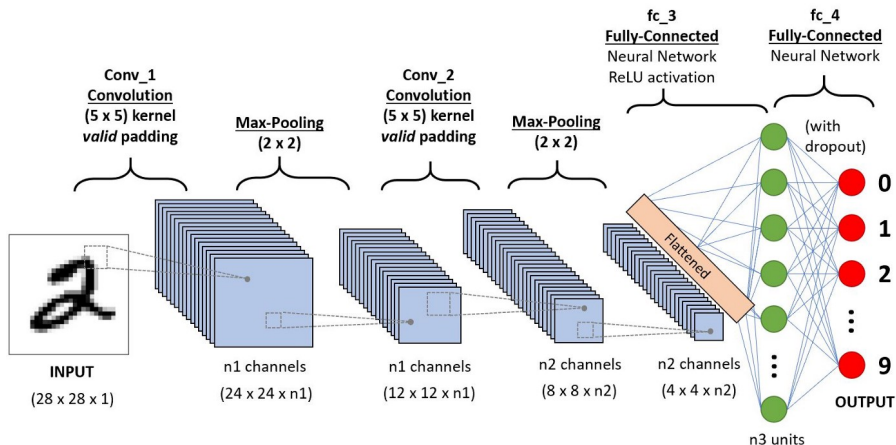 fc_3
Fully-Connected
Neural Network
ReLU activation
fc_4
Fully-Connected
Neural Network
Conv_1
Convolution
(5 x 5) kernel
valid padding
Max-Pooling
(2 x 2)
Conv_2
Convolution
(5 x 5) kernel
valid padding
Max-Pooling
(2 x 2)
(with
dropout)
Flattened
0
1
2
9
INPUT
(28 x 28 x 1)
n1 channels
(24 x 24 x n1)
n1 channels
(12 x 12 x n1)
n2 channels
(8 x 8 x n2)
n2 channels
(4 x 4 x n2)
OUTPUT
n3 units
2